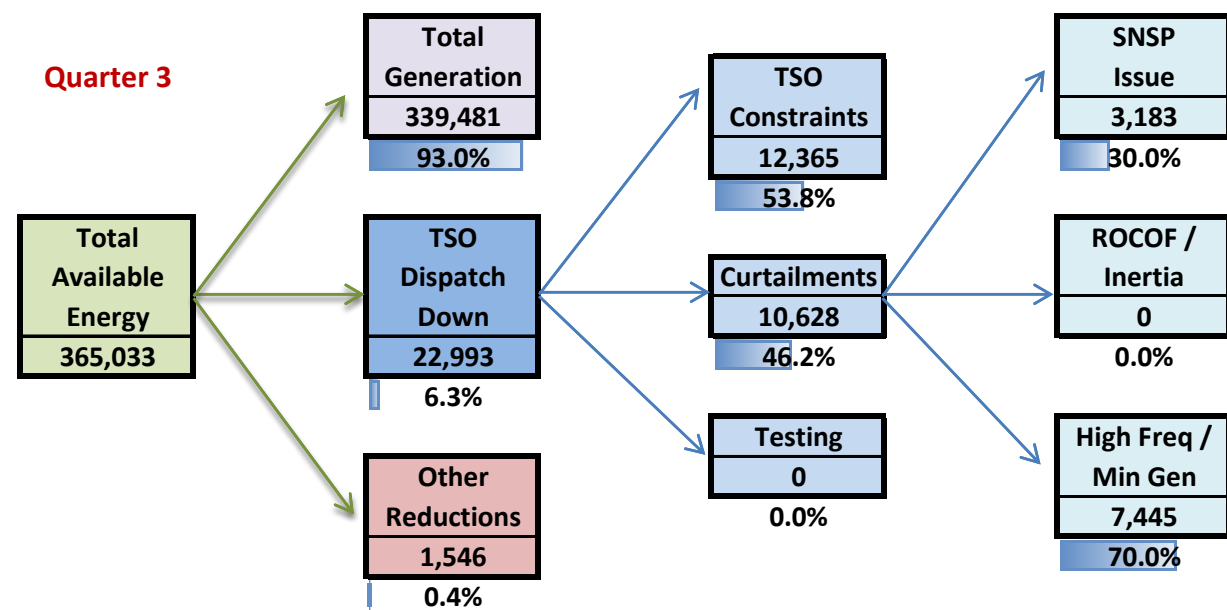 Quarter 3
Total
Available
Energy
365,033
Total
Generation
339,481
93.0%
TSO
Dispatch
Down
22,993
6.3%
Other
Reductions
1,546
0.4%
TSO
Constraints
12,365
53.8%
Curtailments
10,628
46.2%
Testing
0
0.0%
SNSP
Issue
3,183
30.0%
ROCOF /
Inertia
0
0.0%
High Freq /
Min Gen
7,445
70.0%